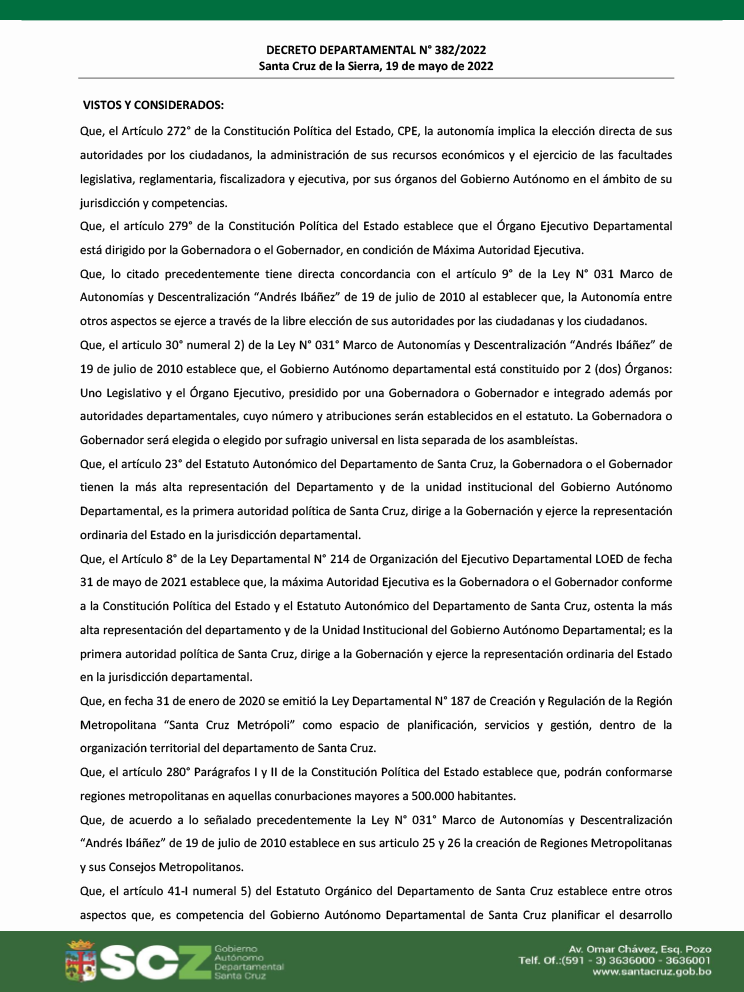 DECRETO DEPARTAMENTAL N° 382/2022
Santa Cruz de la Sierra, 19 de mayo de 2022
VISTOS Y CONSIDERADOS:
Que, el Artículo 272° de la Constitución Política del Estado, CPE, la autonomía implica la elección directa de sus
autoridades por los ciudadanos, la administración de sus recursos económicos y el ejercicio de las facultades
legislativa, reglamentaria, fiscalizadora y ejecutiva, por sus órganos del Gobierno Autónomo en el ámbito de su
jurisdicción y competencias.
Que, el artículo 279° de la Constitución Política del Estado establece que el Órgano Ejecutivo Departamental
está dirigido por la Gobernadora o el Gobernador, en condición de Máxima Autoridad Ejecutiva.
Que, lo citado precedentemente tiene directa concordancia con el artículo 9° de la Ley N° 031 Marco de
Autonomías y Descentralización “Andrés Ibáñez” de 19 de julio de 2010 al establecer que, la Autonomía entre
otros aspectos se ejerce a través de la libre elección de sus autoridades por las ciudadanas y los ciudadanos.
Que, el articulo 30° numeral 2) de la Ley N° 031° Marco de Autonomías y Descentralización “Andrés Ibáñez” de
19 de julio de 2010 establece que, el Gobierno Autónomo departamental está constituido por 2 (dos) Órganos:
Uno Legislativo y el Órgano Ejecutivo, presidido por una Gobernadora o Gobernador e integrado además por
autoridades departamentales, cuyo número y atribuciones serán establecidos en el estatuto. La Gobernadora o
Gobernador será elegida o elegido por sufragio universal en lista separada de los asambleístas.
Que, el artículo 23° del Estatuto Autonómico del Departamento de Santa Cruz, la Gobernadora o el Gobernador
tienen la más alta representación del Departamento y de la unidad institucional del Gobierno Autónomo
Departamental, es la primera autoridad política de Santa Cruz, dirige a la Gobernación y ejerce la representación
ordinaria del Estado en la jurisdicción departamental.
Que, el Artículo 8° de la Ley Departamental N° 214 de Organización del Ejecutivo Departamental LOED de fecha
31 de mayo de 2021 establece que, la máxima Autoridad Ejecutiva es la Gobernadora o el Gobernador conforme
a la Constitución Política del Estado y el Estatuto Autonómico del Departamento de Santa Cruz, ostenta la más
alta representación del departamento y de la Unidad Institucional del Gobierno Autónomo Departamental; es la
primera autoridad política de Santa Cruz, dirige a la Gobernación y ejerce la representación ordinaria del Estado
en la jurisdicción departamental.
Que, en fecha 31 de enero de 2020 se emitió la Ley Departamental N° 187 de Creación y Regulación de la Región
Metropolitana “Santa Cruz Metrópoli” como espacio de planificación, servicios y gestión, dentro de la
organización territorial del departamento de Santa Cruz.
Que, el artículo 280° Parágrafos I y II de la Constitución Política del Estado establece que, podrán conformarse
regiones metropolitanas en aquellas conurbaciones mayores a 500.000 habitantes.
Que, de acuerdo a lo señalado precedentemente la Ley N° 031° Marco de Autonomías y Descentralización
“Andrés Ibáñez” de 19 de julio de 2010 establece en sus articulo 25 y 26 la creación de Regiones Metropolitanas
y sus Consejos Metropolitanos.
Que, el artículo 41-I numeral 5) del Estatuto Orgánico del Departamento de Santa Cruz establece entre otros
aspectos que, es competencia del Gobierno Autónomo Departamental de Santa Cruz planificar el desarrollo
SCZ
Gobierno
Autónomo
Departamental
Santa Cruz
Av. Omar Chávez, Esq. Pozo
Telf. Of.:(591 - 3) 3636000 - 3636001
www.santacruz.gob.bo